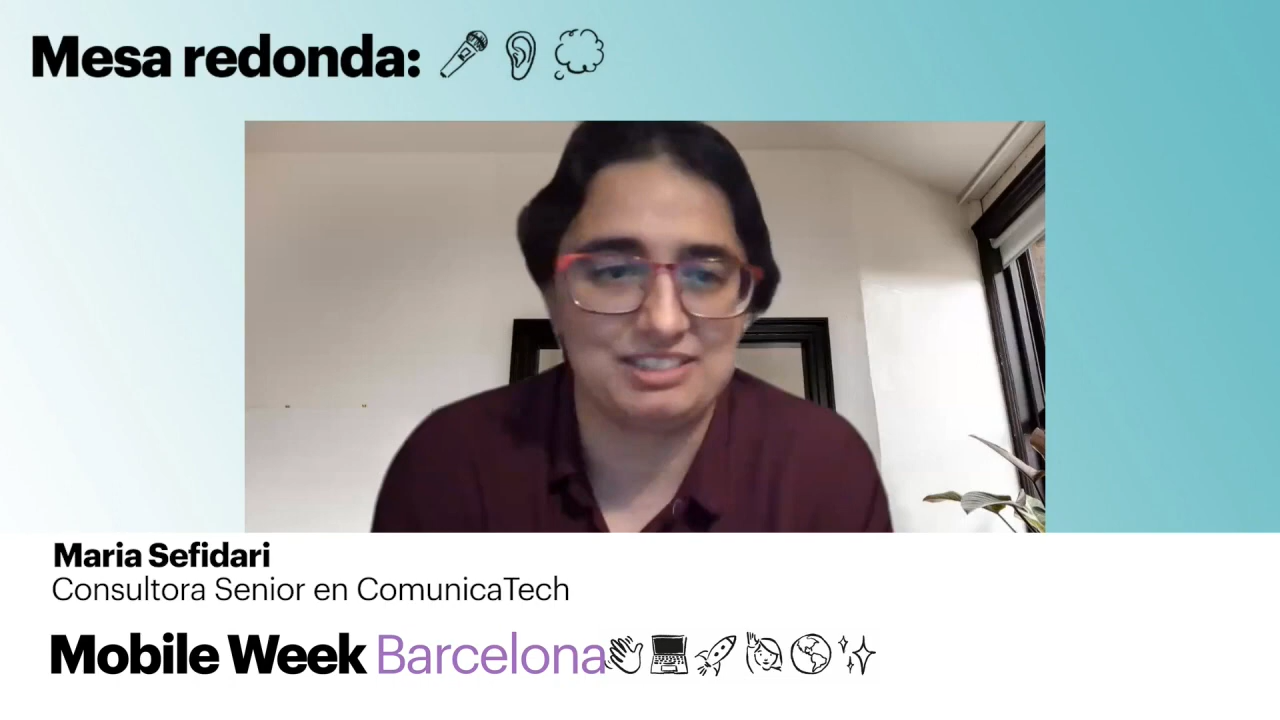 Mesa redonda:
Maria Sefidari
Consultora Senior en ComunicaTech
Mobile Week Barcelona